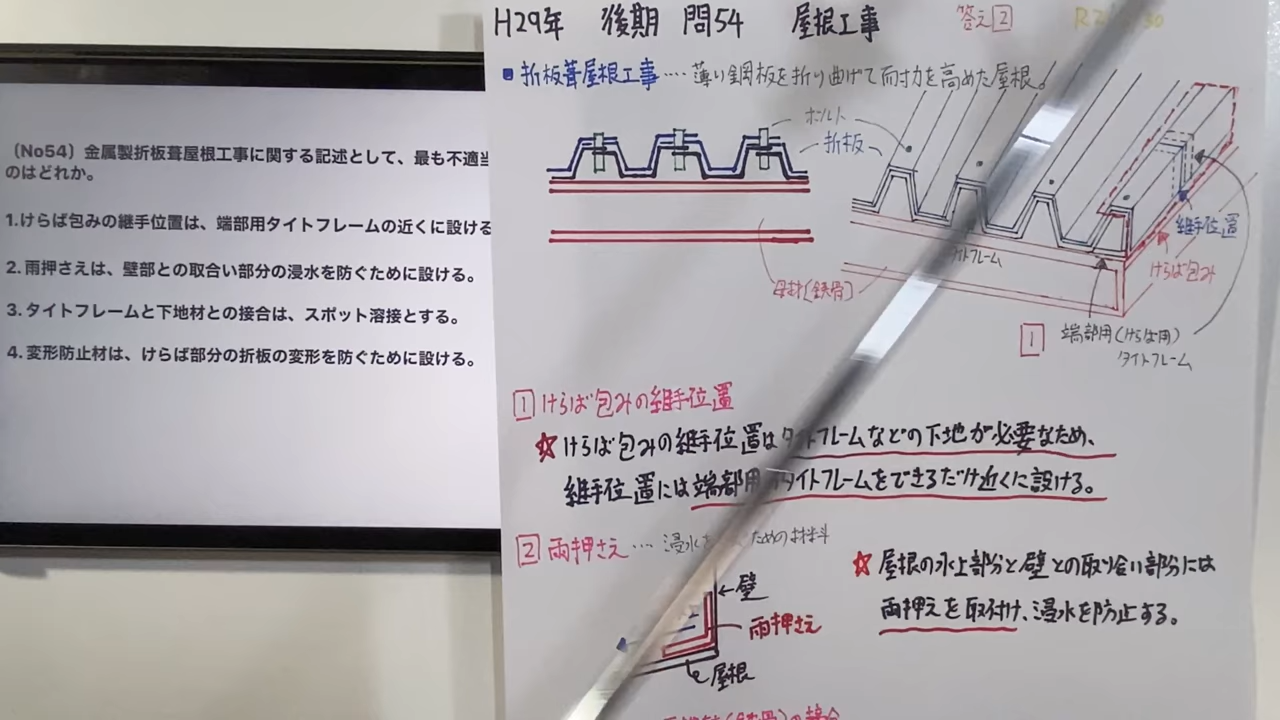 〔No54〕金属製折板葺屋根工事に関する記述として、最も不適当
のはどれか。
1.けらば包みの継手位置は、端部用タイトフレームの近くに設ける
2.雨押さえは、壁部との取合い部分の浸水を防ぐために設ける。
3.タイトフレームと下地材との接合は、スポット溶接とする。
4.変形防止材は、けらば部分の折板の変形を防ぐために設ける。
H29年 後期 問54 屋根工事 答え2
■折板葺屋根工事‥‥薄い鋼板を折り曲げて耐力を高めた屋根。
ボルト
折板
母材(鉄骨)
タイトフレーム
継手位置
けらば包み
1 端部用(けらば用)
タイトフレーム
1 けらば包みの継手位置
☆けらば包みの継手位置はタイトフレームなどの下地が必要なため、
継手位置には端部用タイトフレームをできるだけ近くに設ける。
2 雨押さえ‥‥浸水 ための材料
←壁
雨押さえ
屋根
☆屋根の水上部分と壁との取り合い部分には
雨押えを取付け、浸水を防止する。